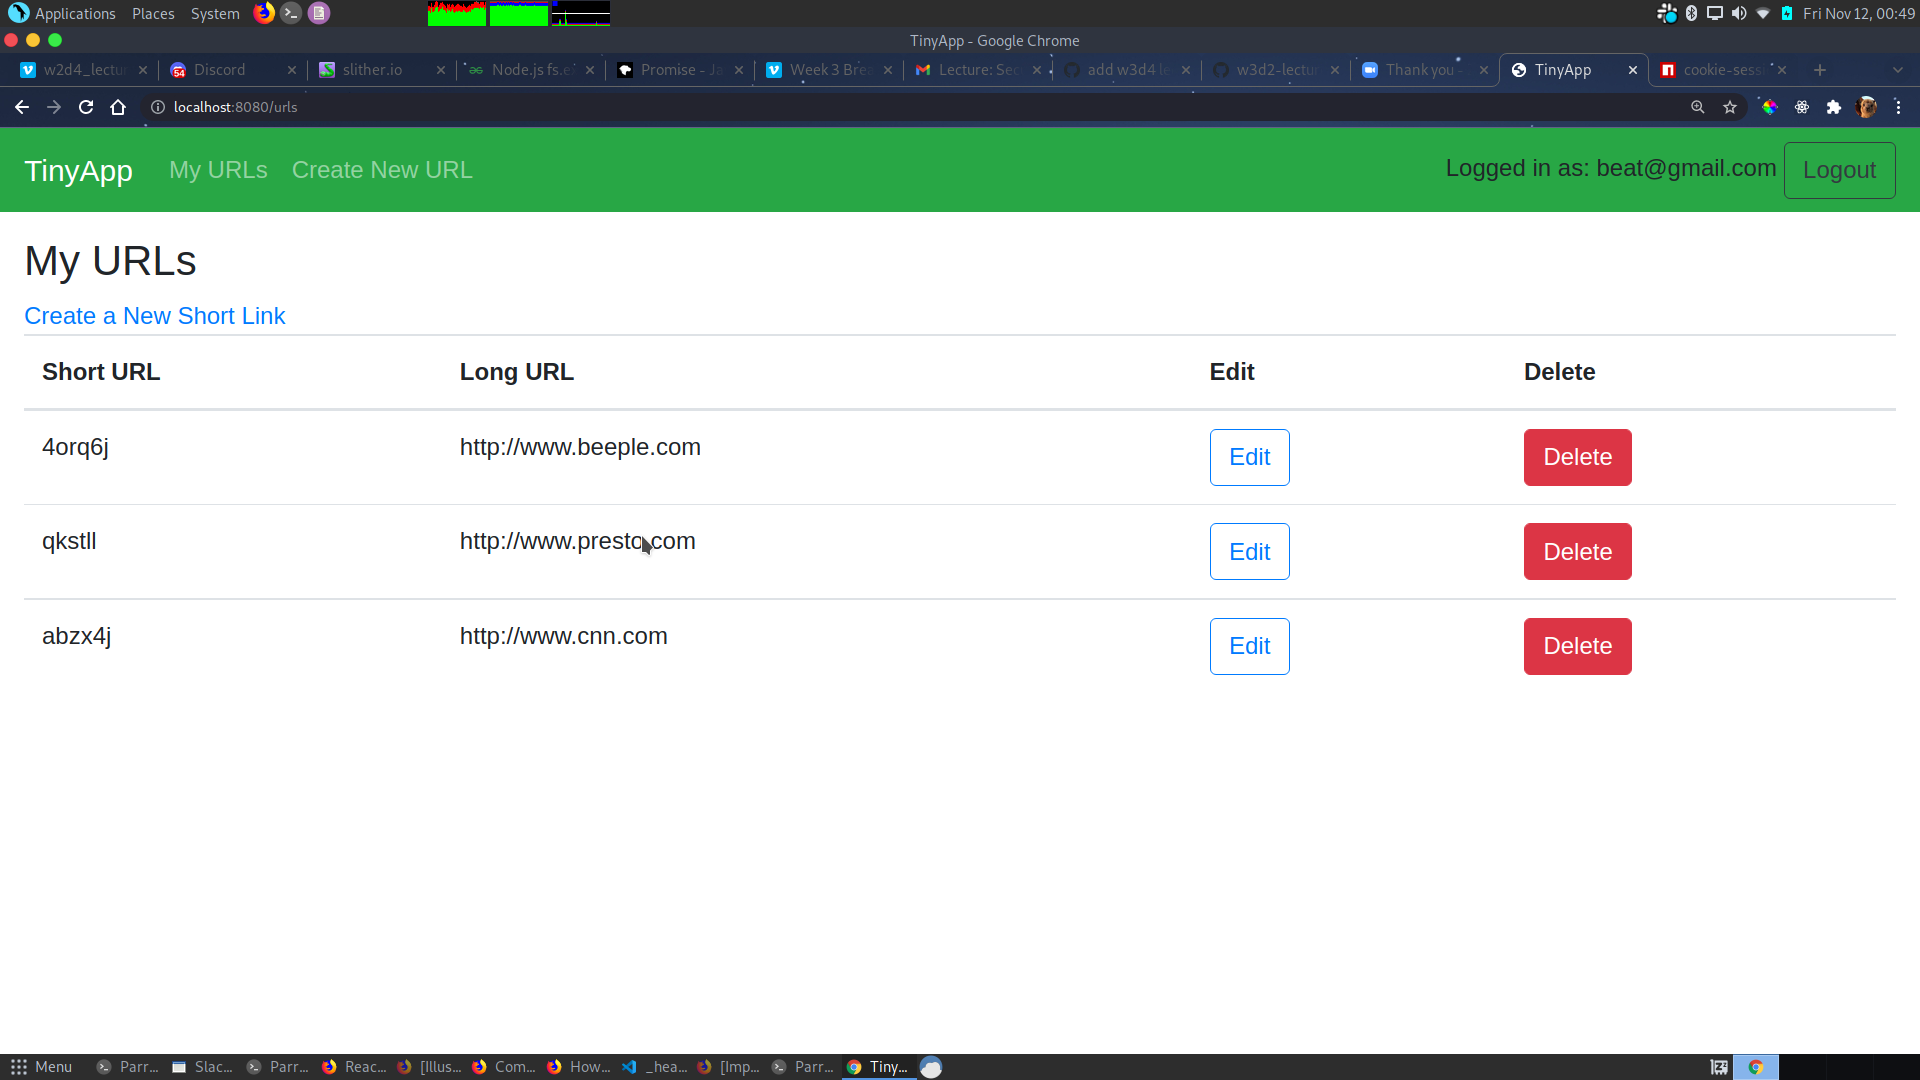 Applications Places System Fri Nov 12, 00:49
TinyApp - Google Chrome
w2d4_lectu Discord slither.io Node.js fs.e Promise - Ja Week 3 Brea Lecture: Sec add w3d4 le w3d2-lectu Thank you - TinyApp cookie-sess
localhost:8080/urls
TinyApp My URLs Create New URL Logged in as: beat@gmail.com Logout
My URLs
Create a New Short Link
Short URL Long URL Edit Delete
4orq6j http://www.beeple.com Edit Delete
qkstll http://www.presto.com Edit Delete
abzx4j http://www.cnn.com Edit Delete
Menu Parr... Slac... Parr... Reac... [Illus... Com... How... _hea... [Imp... Parr... Tiny...